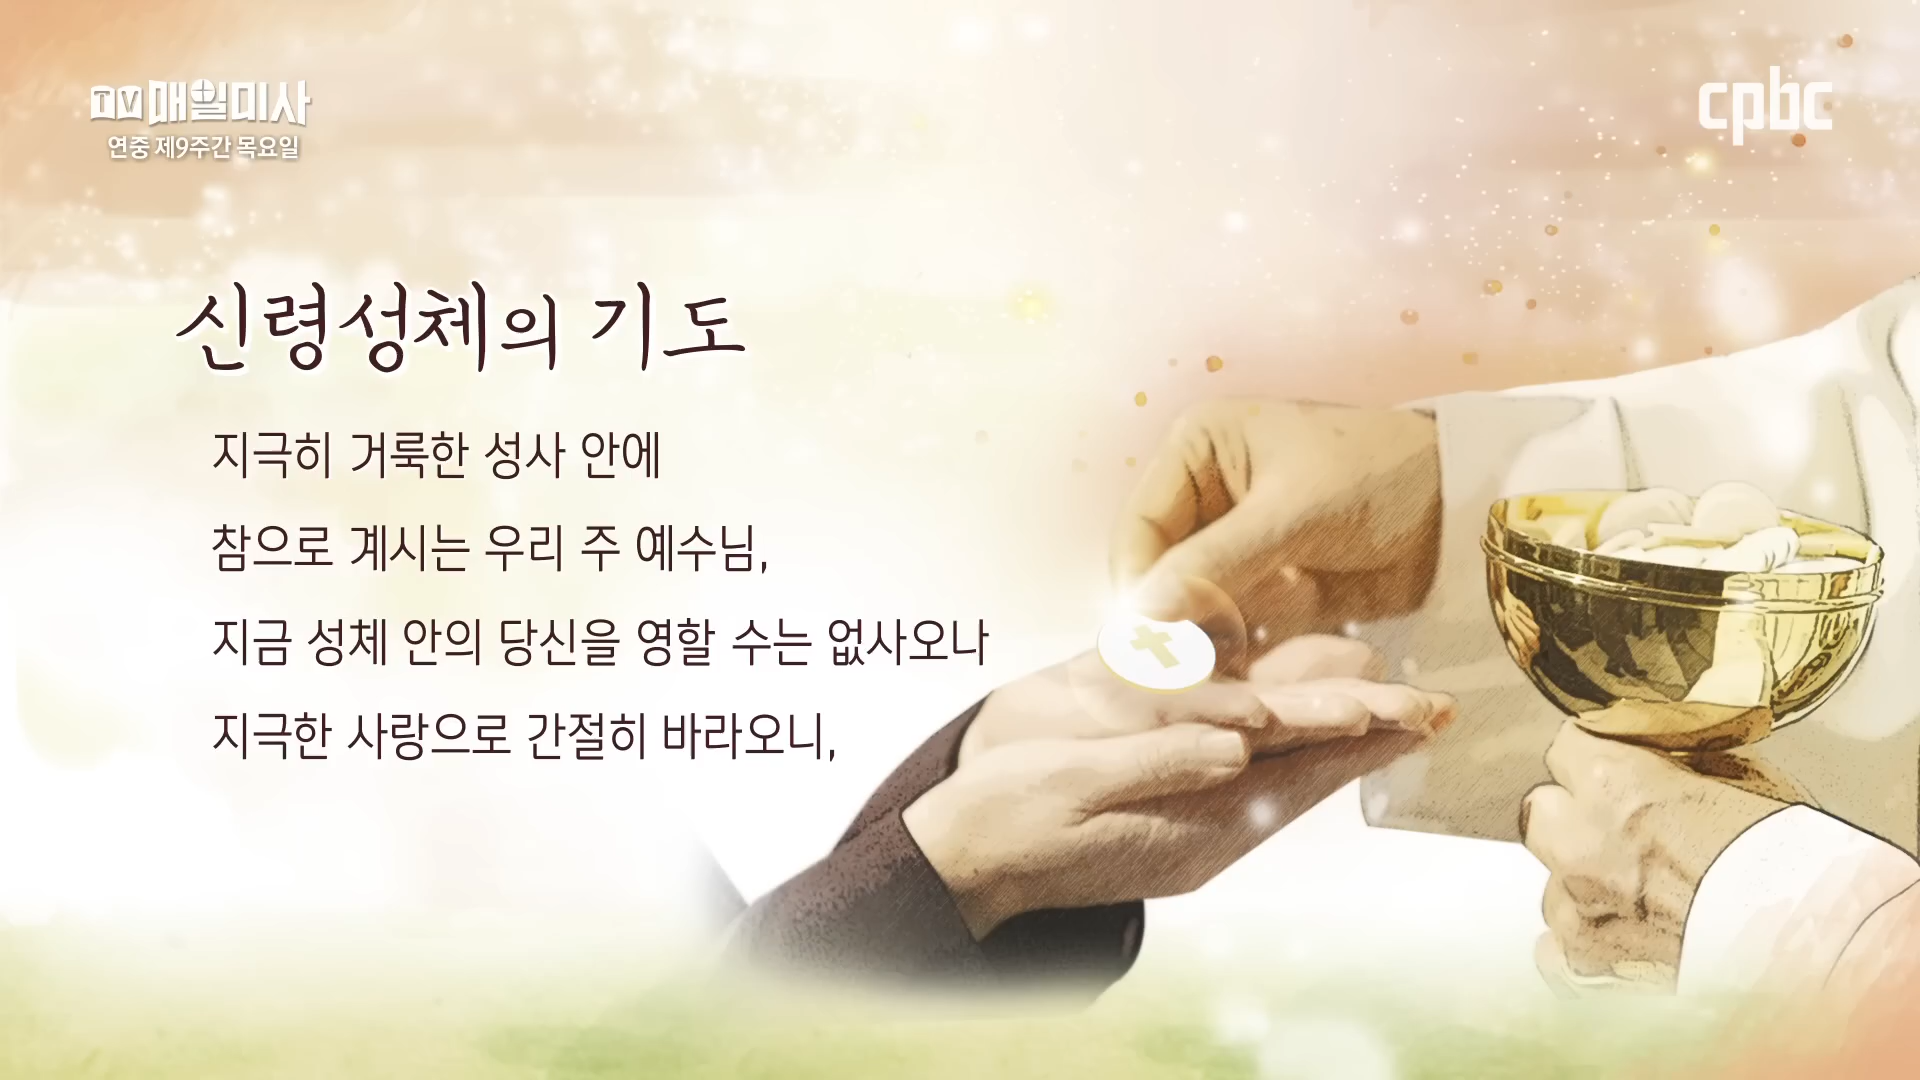 TV매일미사
cpbc
연중 제9주간 목요일
신령성체의 기도
지극히 거룩한 성사 안에
참으로 계시는 우리 주 예수님,
지금 성체 안의 당신을 영할 수는 없사오나
지극한 사랑으로 간절히 바라오니,